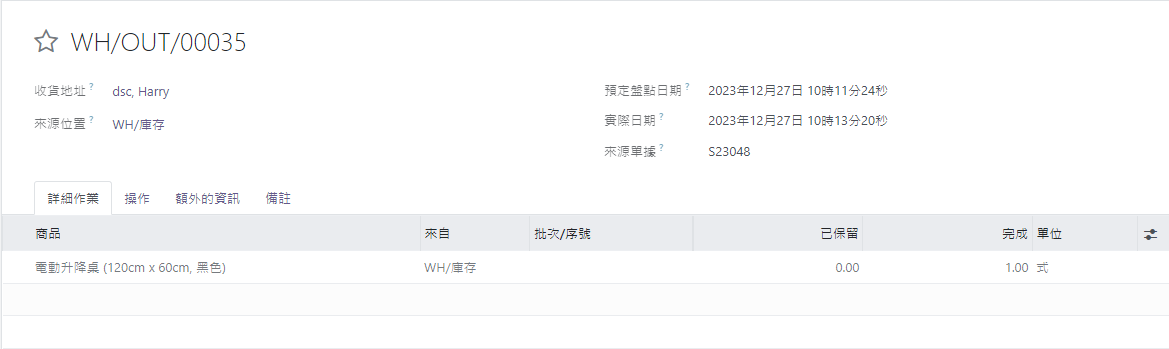 WH/OUT/00035
收貨地址 ? dsc, Harry
預定盤點日期 ? 2023年12月27日 10時11分24秒
來源位置 ? WH/庫存
實際日期 ? 2023年12月27日 10時13分20秒
來源單據 ? S23048
詳細作業 操作 額外的資訊 備註
商品 來自 批次/序號 已保留 完成 單位
電動升降桌 (120cm x 60cm, 黑色) WH/庫存 0.00 1.00 式